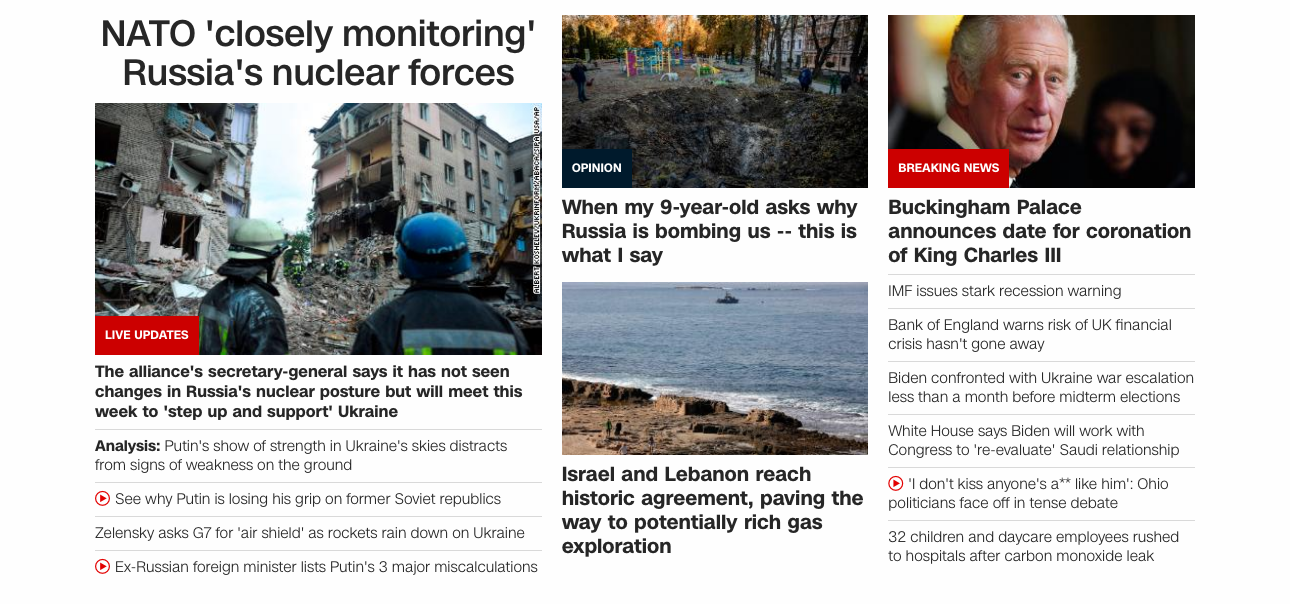 NATO 'closely monitoring'
Russia's nuclear forces
ALBERT KOSHELEV/UKRINFORM/ABACA/SIPA USA/AP
LIVE UPDATES
The alliance's secretary-general says it has not seen
changes in Russia's nuclear posture but will meet this
week to 'step up and support' Ukraine
Analysis: Putin's show of strength in Ukraine's skies distracts
from signs of weakness on the ground
See why Putin is losing his grip on former Soviet republics
Zelensky asks G7 for 'air shield' as rockets rain down on Ukraine
Ex-Russian foreign minister lists Putin's 3 major miscalculations
OPINION
When my 9-year-old asks why
Russia is bombing us -- this is
what I say
Israel and Lebanon reach
historic agreement, paving the
way to potentially rich gas
exploration
BREAKING NEWS
Buckingham Palace
announces date for coronation
of King Charles III
IMF issues stark recession warning
Bank of England warns risk of UK financial
crisis hasn't gone away
Biden confronted with Ukraine war escalation
less than a month before midterm elections
White House says Biden will work with
Congress to 're-evaluate' Saudi relationship
'I don't kiss anyone's a** like him': Ohio
politicians face off in tense debate
32 children and daycare employees rushed
to hospitals after carbon monoxide leak